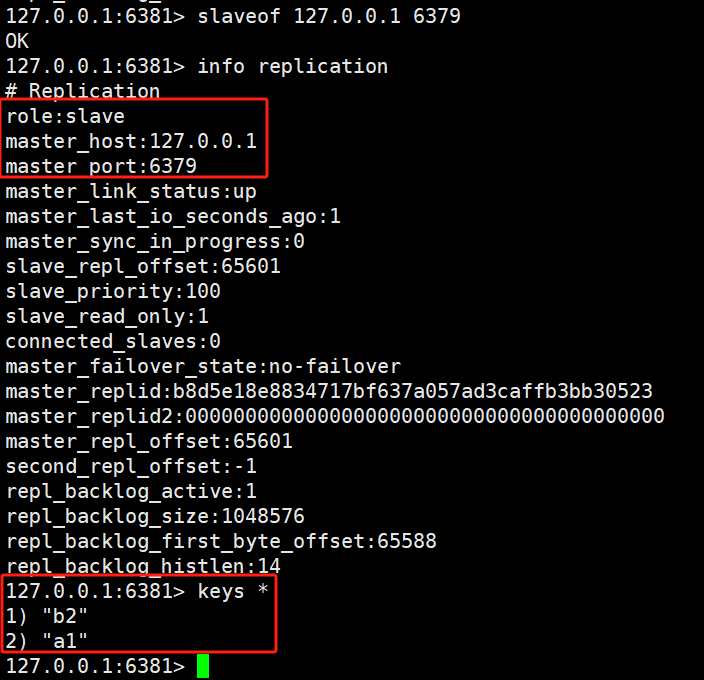 127.0.0.1:6381> slaveof 127.0.0.1 6379
OK
127.0.0.1:6381> info replication
# Replication
role:slave
master_host:127.0.0.1
master_port:6379
master_link_status:up
master_last_io_seconds_ago:1
master_sync_in_progress:0
slave_repl_offset:65601
slave_priority:100
slave_read_only:1
connected_slaves:0
master_failover_state:no-failover
master_replid:b8d5e18e8834717bf637a057ad3caffb3bb30523
master_replid2:0000000000000000000000000000000000000000
master_repl_offset:65601
second_repl_offset:-1
repl_backlog_active:1
repl_backlog_size:1048576
repl_backlog_first_byte_offset:65588
repl_backlog_histlen:14
127.0.0.1:6381> keys *
1) "b2"
2) "a1"
127.0.0.1:6381>